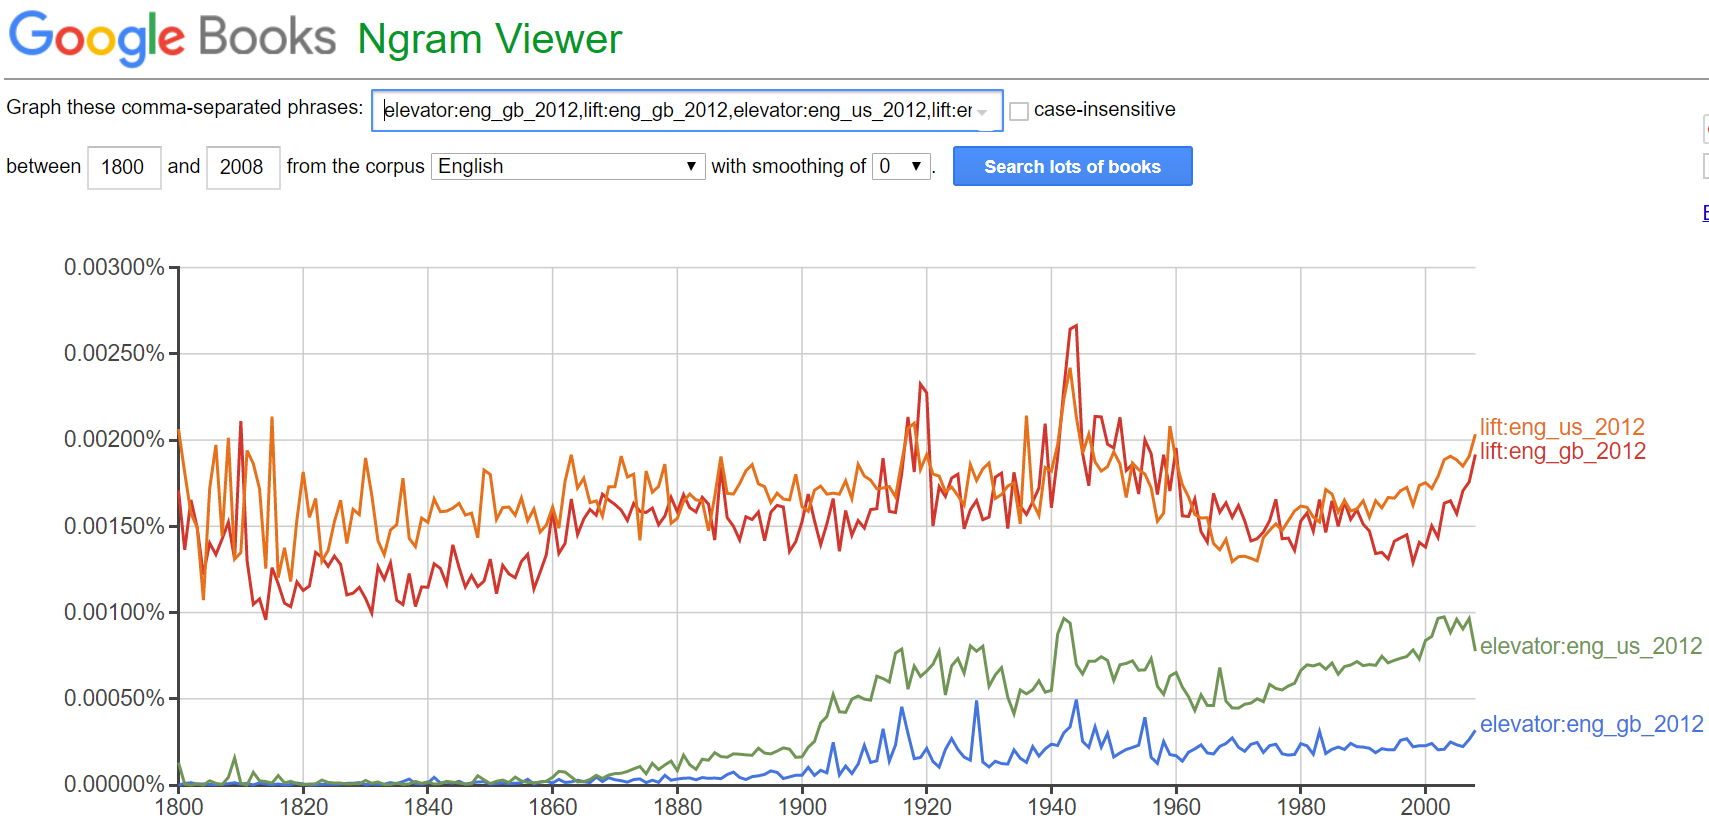 Google Books Ngram Viewer
Graph these comma-separated phrases: elevator:eng_gb_2012,lift:eng_gb_2012,elevator:eng_us_2012,lift:er case-insensitive
between 1800 and 2008 from the corpus English with smoothing of 0 . Search lots of books
0.00300%
0.00250%
0.00200%
0.00150%
0.00100%
0.00050%
0.00000%
lift:eng_us_2012
lift:eng_gb_2012
elevator:eng_us_2012
elevator:eng_gb_2012
1800 1820 1840 1860 1880 1900 1920 1940 1960 1980 2000